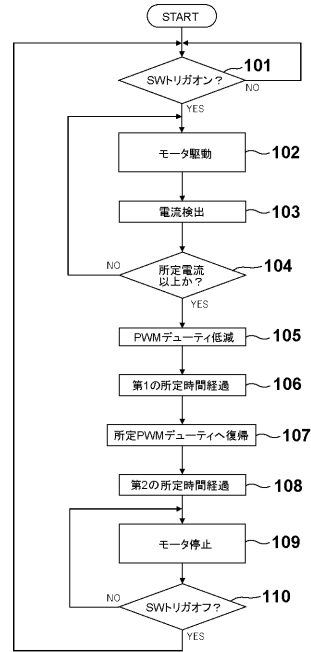 START
SWトリガオン？
101
NO
YES
モータ駆動
102
電流検出
103
所定電流
以上か？
104
NO
YES
PWMデューティ低減
105
第1の所定時間経過
106
所定PWMデューティへ復帰
107
第2の所定時間経過
108
モータ停止
109
SWトリガオフ？
110
NO
YES